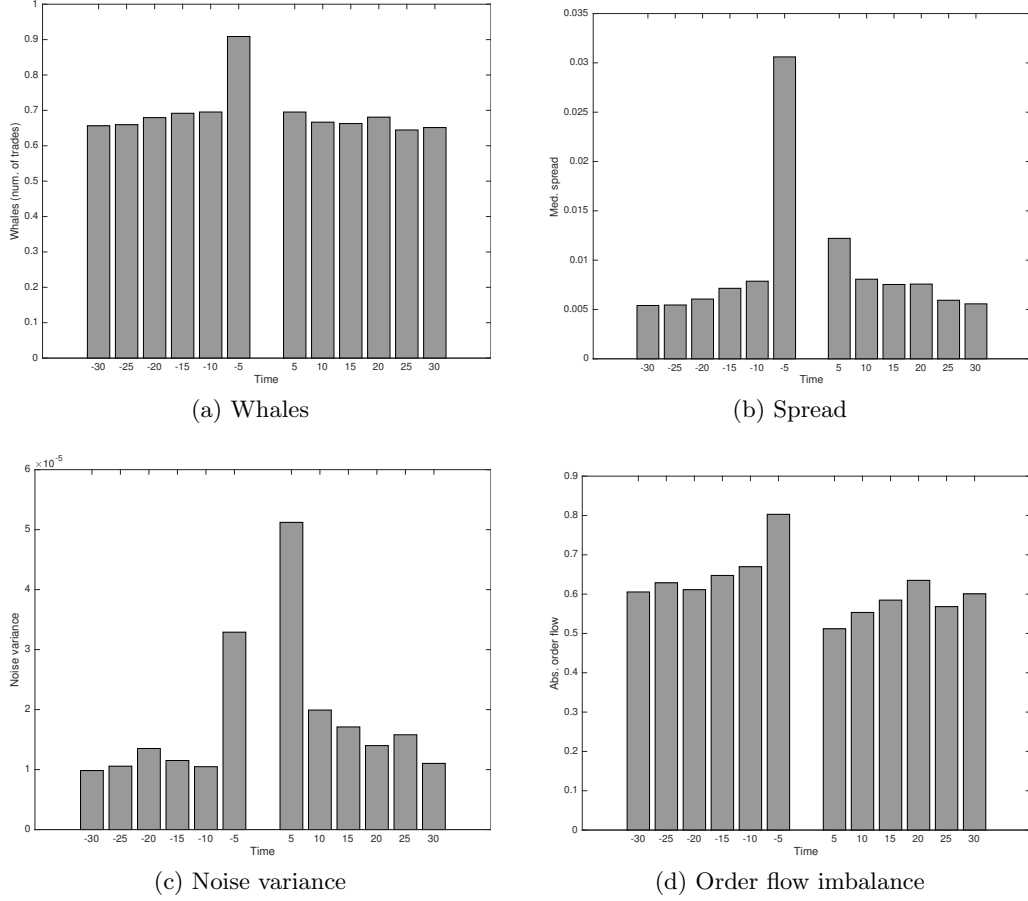 1
0.9
0.8
0.7
0.6
0.5
0.4
0.3
0.2
0.1
0
Whales (num. of trades)
-30 -25 -20 -15 -10 -5 5 10 15 20 25 30
Time
(a) Whales
0.035
0.03
0.025
0.02
0.015
0.01
0.005
0
Med. spread
-30 -25 -20 -15 -10 -5 5 10 15 20 25 30
Time
(b) Spread
×10⁻⁵
6
5
4
3
2
1
0
Noise variance
-30 -25 -20 -15 -10 -5 5 10 15 20 25 30
Time
(c) Noise variance
0.9
0.8
0.7
0.6
0.5
0.4
0.3
0.2
0.1
0
Abs. order flow
-30 -25 -20 -15 -10 -5 5 10 15 20 25 30
Time
(d) Order flow imbalance